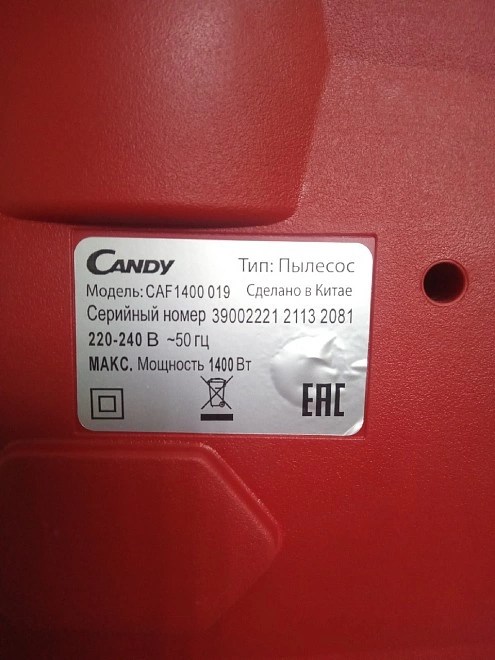 CANDY Тип: Пылесос
Модель: CAF1400 019 Сделано в Китае
Серийный номер 39002221 2113 2081
220-240 В ~50 гц
МАКС. Мощность 1400 Вт
EAC